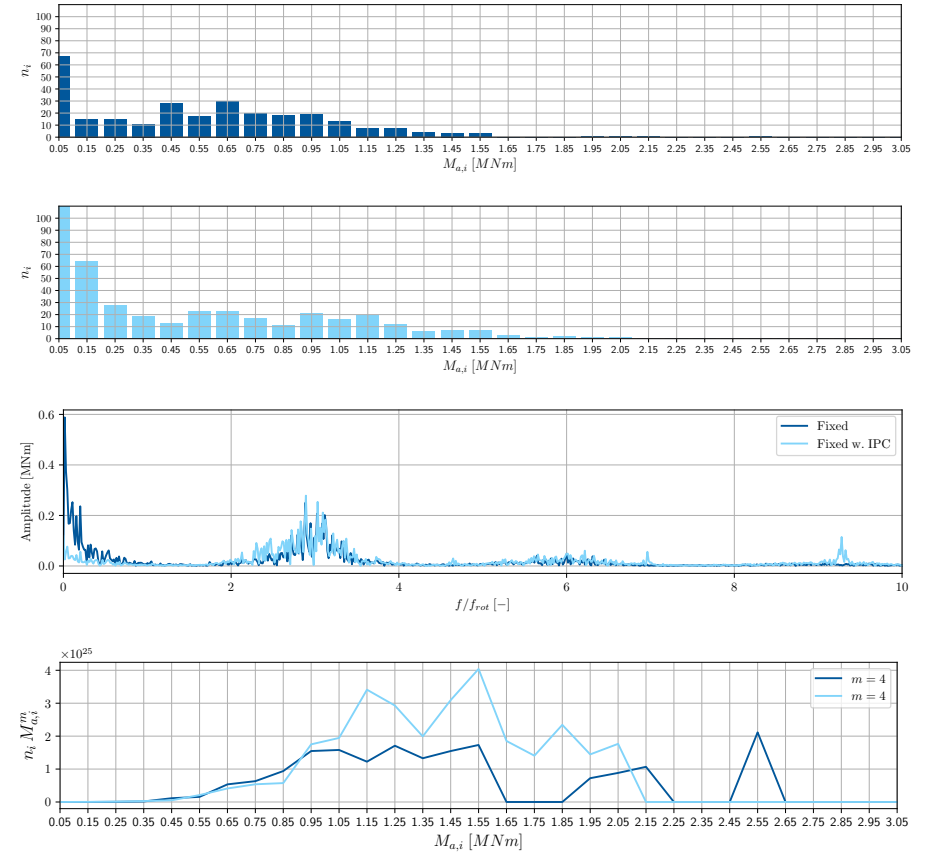 100
90
80
70
60
50
40
30
20
10
0
n_i
0.05 0.15 0.25 0.35 0.45 0.55 0.65 0.75 0.85 0.95 1.05 1.15 1.25 1.35 1.45 1.55 1.65 1.75 1.85 1.95 2.05 2.15 2.25 2.35 2.45 2.55 2.65 2.75 2.85 2.95 3.05
M_{a,i} [MNm]
100
90
80
70
60
50
40
30
20
10
0
n_i
0.05 0.15 0.25 0.35 0.45 0.55 0.65 0.75 0.85 0.95 1.05 1.15 1.25 1.35 1.45 1.55 1.65 1.75 1.85 1.95 2.05 2.15 2.25 2.35 2.45 2.55 2.65 2.75 2.85 2.95 3.05
M_{a,i} [MNm]
0.6
0.4
0.2
0.0
Amplitude [MNm]
Fixed
Fixed w. IPC
0 2 4 6 8 10
f/f_{rot} [−]
×10^{25}
4
3
2
1
0
n_i M_{a,i}^m
m = 4
m = 4
0.05 0.15 0.25 0.35 0.45 0.55 0.65 0.75 0.85 0.95 1.05 1.15 1.25 1.35 1.45 1.55 1.65 1.75 1.85 1.95 2.05 2.15 2.25 2.35 2.45 2.55 2.65 2.75 2.85 2.95 3.05
M_{a,i} [MNm]